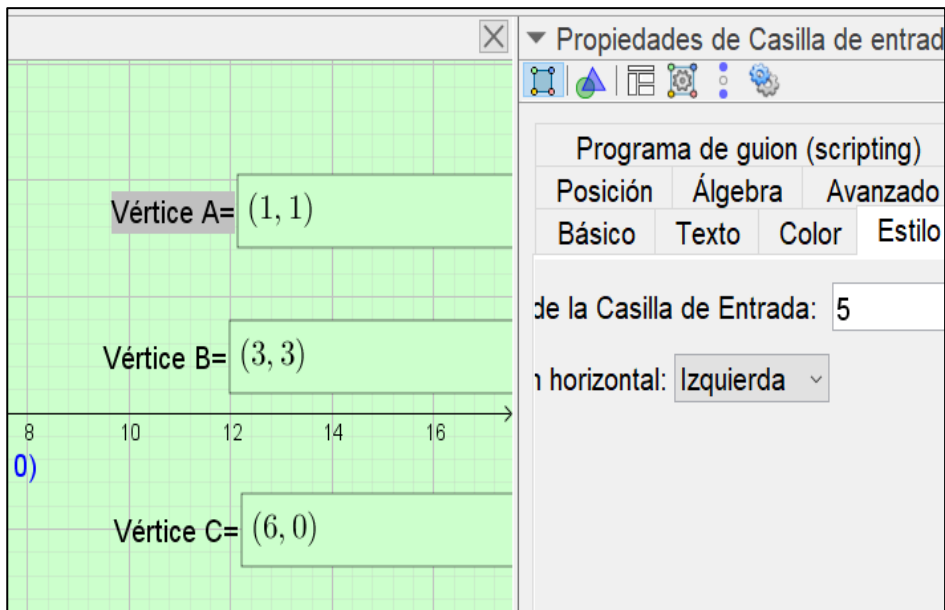 Propiedades de Casilla de entrad
Programa de guion (scripting)
Posición Álgebra Avanzado
Básico Texto Color Estilo
de la Casilla de Entrada: 5
n horizontal: Izquierda
Vértice A= (1, 1)
Vértice B= (3, 3)
8 10 12 14 16
0)
Vértice C= (6, 0)